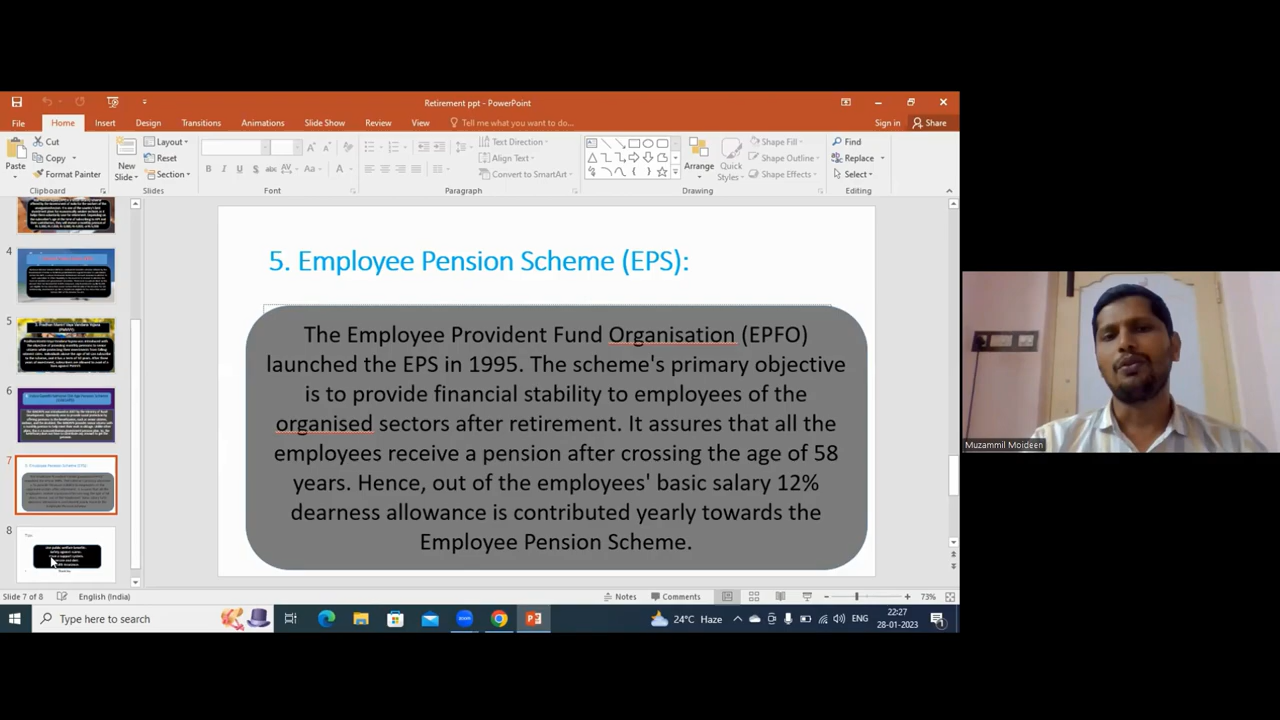 Retirement ppt - PowerPoint
File Home Insert Design Transitions Animations Slide Show Review View Tell me what you want to do... Sign in Share
Paste
Cut
Copy
Format Painter
Clipboard
New Slide
Layout
Reset
Section
Slides
Font
Text Direction
Align Text
Convert to SmartArt
Paragraph
Arrange
Quick Styles
Shape Fill
Shape Outline
Shape Effects
Drawing
Find
Replace
Select
Editing
4
5
6
7
8
5. Employee Pension Scheme (EPS):
The Employee Provident Fund Organisation (EPFO)
launched the EPS in 1995. The scheme's primary objective
is to provide financial stability to employees of the
organised sectors after retirement. It assures that all the
employees receive a pension after crossing the age of 58
years. Hence, out of the employees' basic salary 12%
dearness allowance is contributed yearly towards the
Employee Pension Scheme.
Muzammil Moideen
Slide 7 of 8 English (India) Notes Comments 73%
Type here to search
zoom
24°C Haze
ENG
22:27
28-01-2023